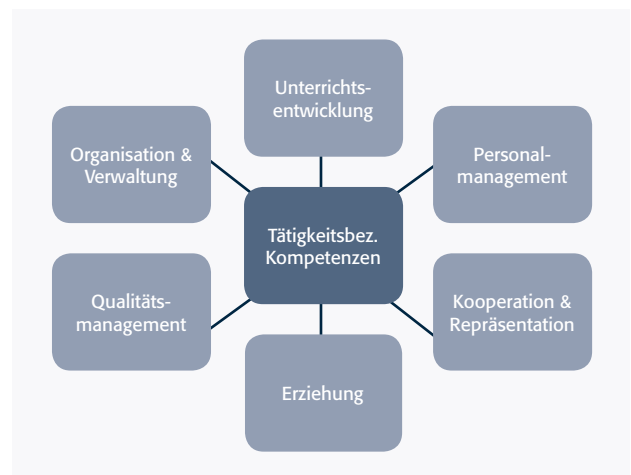 Unterrichts-
entwicklung
Organisation &
Verwaltung
Personal-
management
Tätigkeitsbez.
Kompetenzen
Qualitäts-
management
Kooperation &
Repräsentation
Erziehung